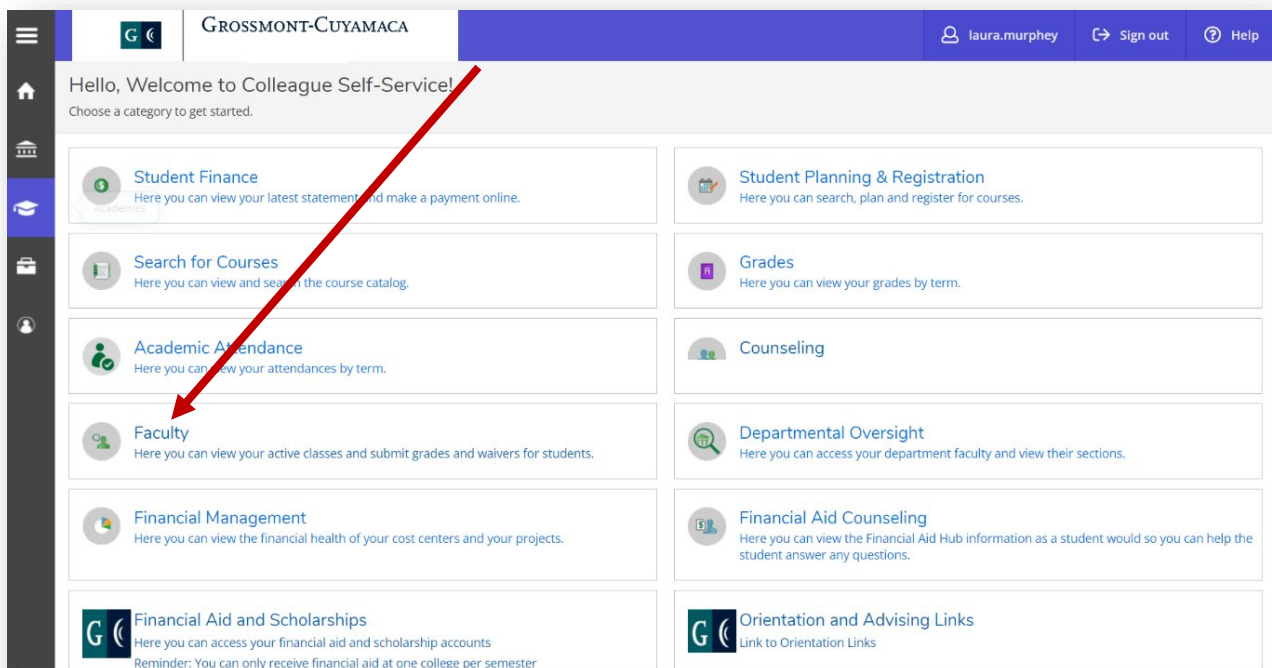 G C
GROSSMONT-CUYAMACA
laura.murphey
Sign out
Help
Hello, Welcome to Colleague Self-Service!
Choose a category to get started.
Student Finance
Here you can view your latest statement and make a payment online.
Academics
Student Planning & Registration
Here you can search, plan and register for courses.
Search for Courses
Here you can view and search the course catalog.
Grades
Here you can view your grades by term.
Academic Attendance
Here you can view your attendances by term.
Counseling
Faculty
Here you can view your active classes and submit grades and waivers for students.
Departmental Oversight
Here you can access your department faculty and view their sections.
Financial Management
Here you can view the financial health of your cost centers and your projects.
Financial Aid Counseling
Here you can view the Financial Aid Hub information as a student would so you can help the
student answer any questions.
G C
Financial Aid and Scholarships
Here you can access your financial aid and scholarship accounts
Reminder: You can only receive financial aid at one college per semester
G C
Orientation and Advising Links
Link to Orientation Links